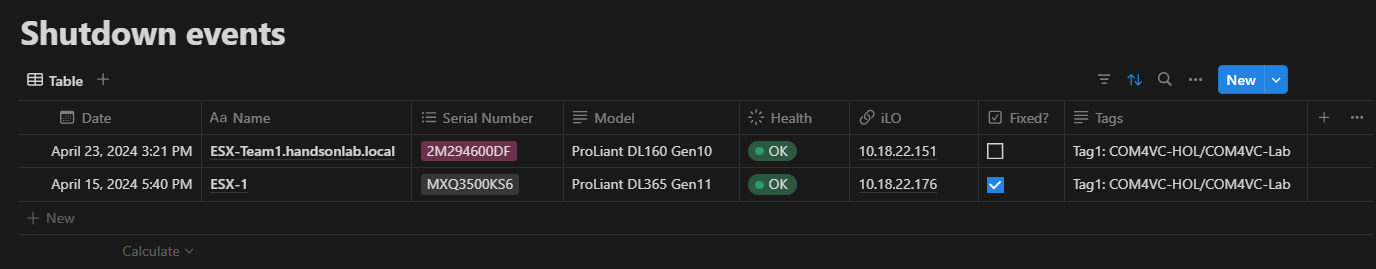 Shutdown events
Table
New
Date Aa Name Serial Number Model Health iLO Fixed? Tags
April 23, 2024 3:21 PM ESX-Team1.handsonlab.local 2M294600DF ProLiant DL160 Gen10 OK 10.18.22.151 Tag1: COM4VC-HOL/COM4VC-Lab
April 15, 2024 5:40 PM ESX-1 MXQ3500KS6 ProLiant DL365 Gen11 OK 10.18.22.176 Tag1: COM4VC-HOL/COM4VC-Lab
New
Calculate